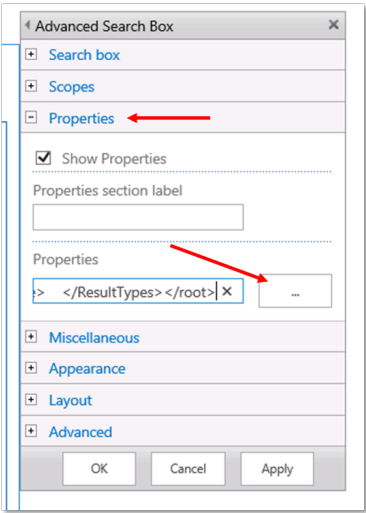 Advanced Search Box
Search box
Scopes
Properties
Show Properties
Properties section label
Properties
></ResultTypes></root>
...
Miscellaneous
Appearance
Layout
Advanced
OK Cancel Apply